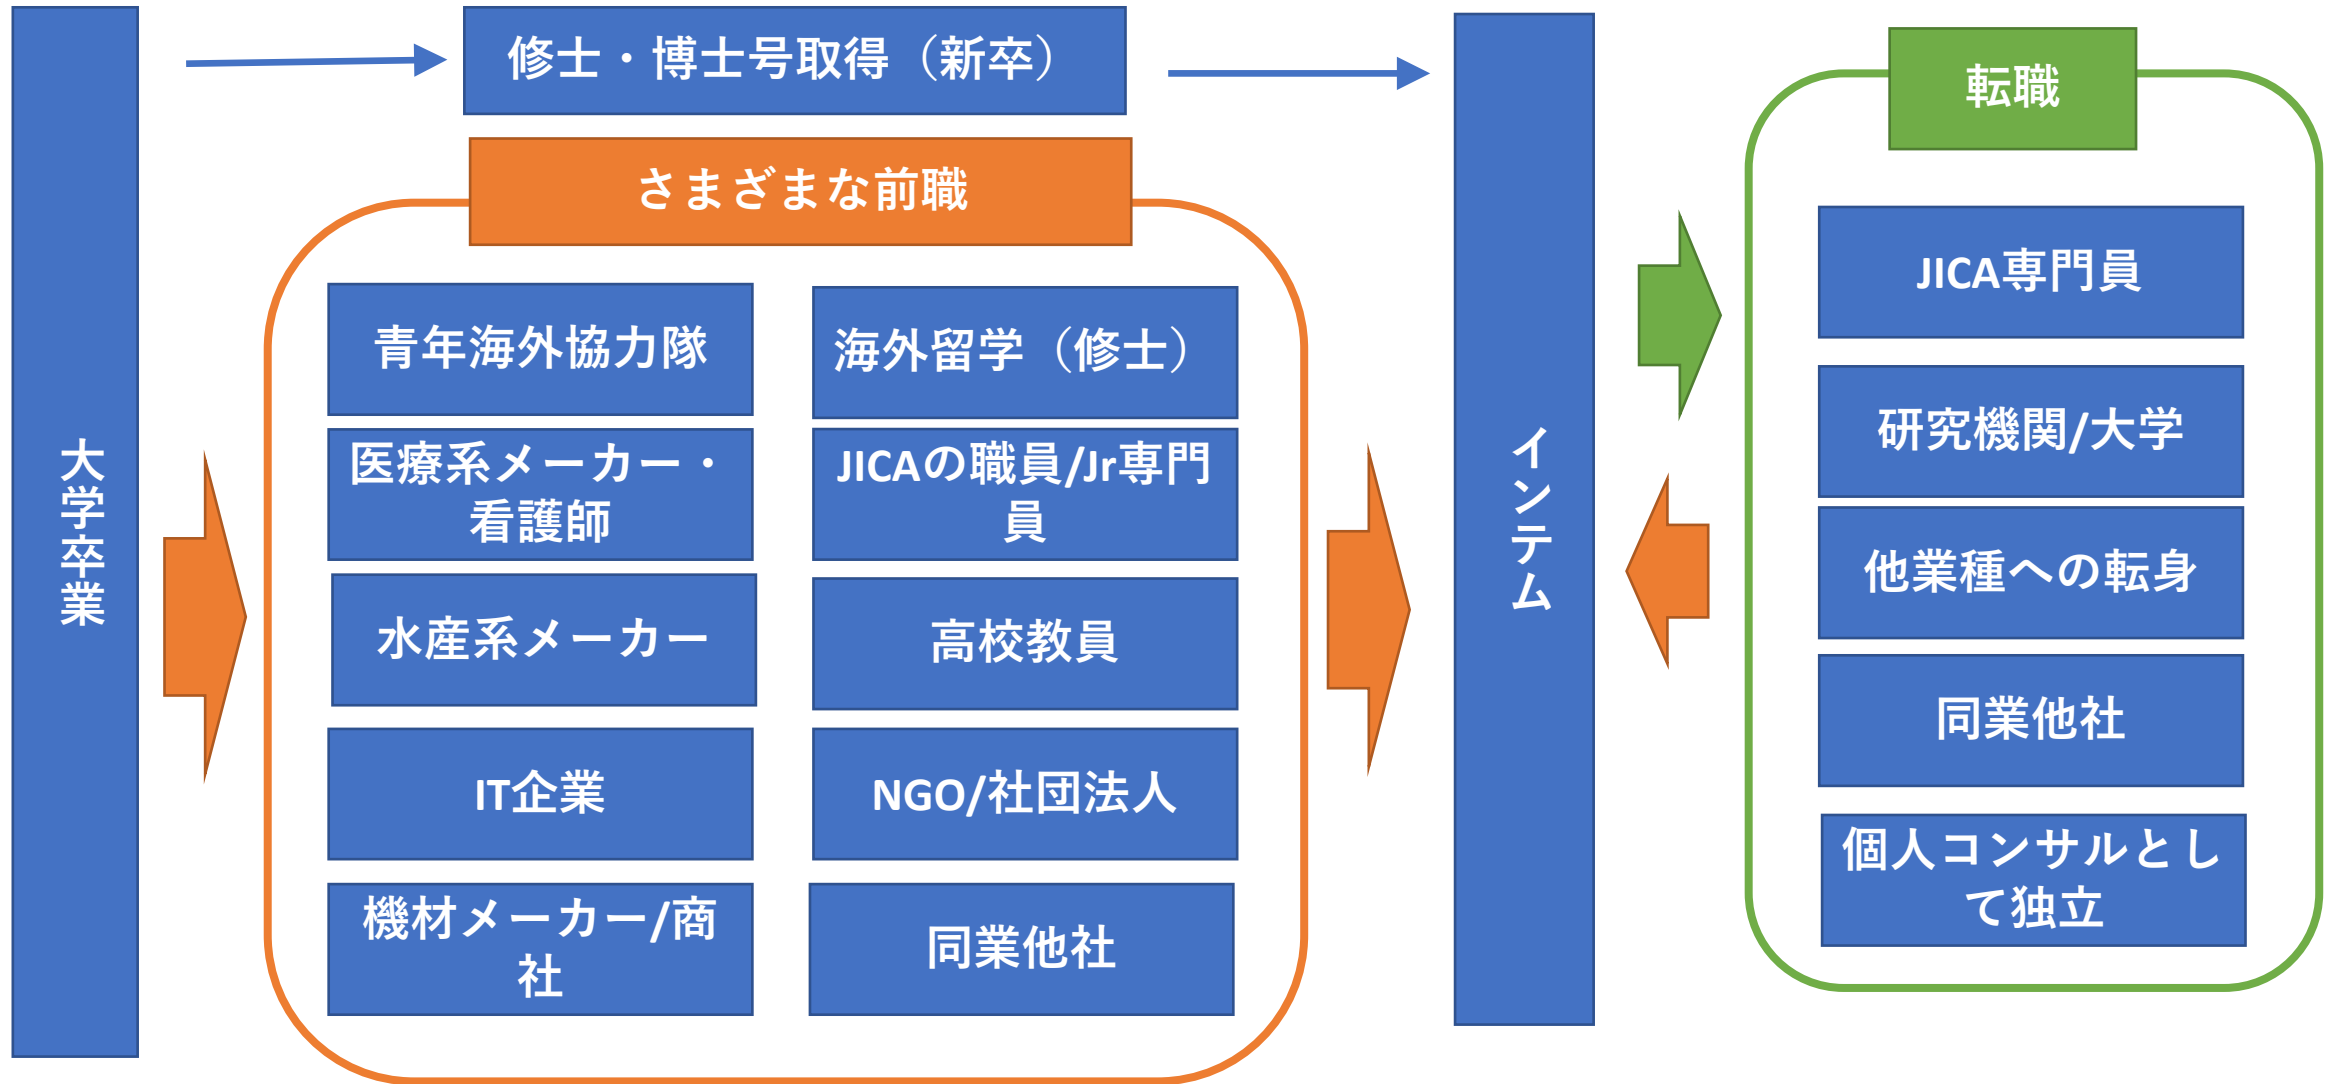 大学卒業
修士・博士号取得（新卒）
さまざまな前職
青年海外協力隊
海外留学（修士）
医療系メーカー・
看護師
JICAの職員/Jr専門
員
水産系メーカー
高校教員
IT企業
NGO/社団法人
機材メーカー/商
社
同業他社
インテム
転職
JICA専門員
研究機関/大学
他業種への転身
同業他社
個人コンサルとし
て独立